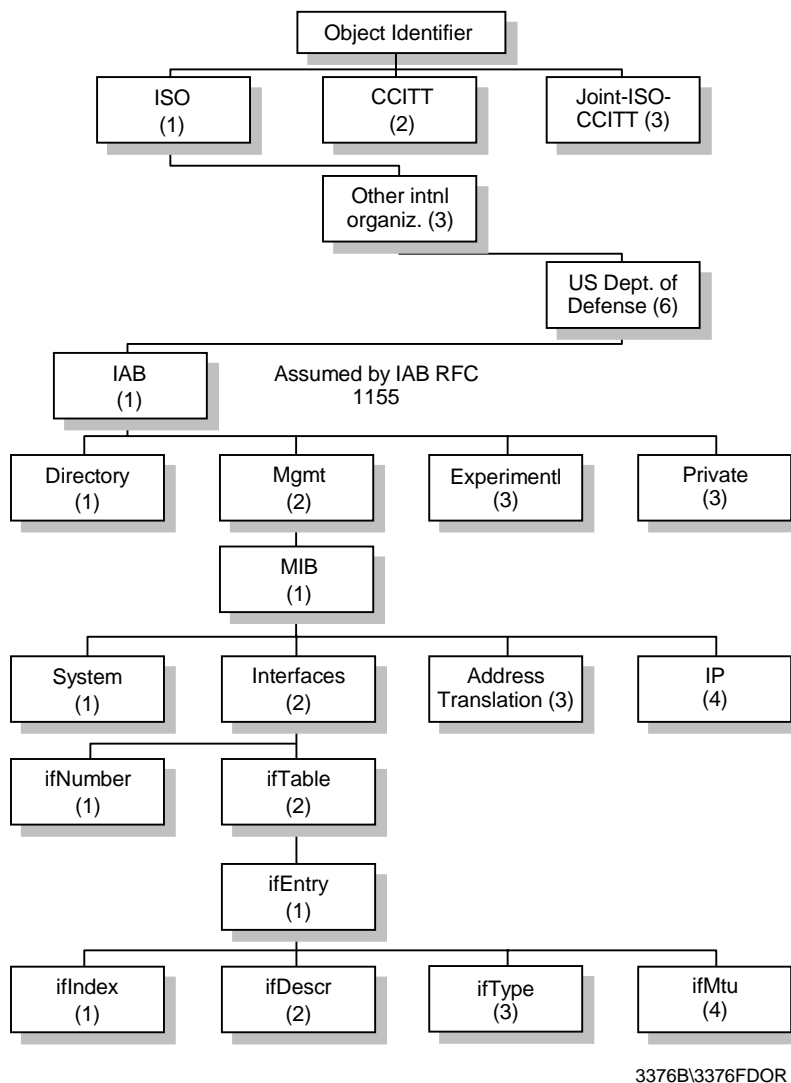 Object Identifier
ISO
(1)
CCITT
(2)
Joint-ISO-
CCITT (3)
Other intnl
organiz. (3)
US Dept. of
Defense (6)
IAB
(1)
Assumed by IAB RFC
1155
Directory
(1)
Mgmt
(2)
Experimentl
(3)
Private
(3)
MIB
(1)
System
(1)
Interfaces
(2)
Address
Translation (3)
IP
(4)
ifNumber
(1)
ifTable
(2)
ifEntry
(1)
ifIndex
(1)
ifDescr
(2)
ifType
(3)
ifMtu
(4)
3376B\3376FDOR